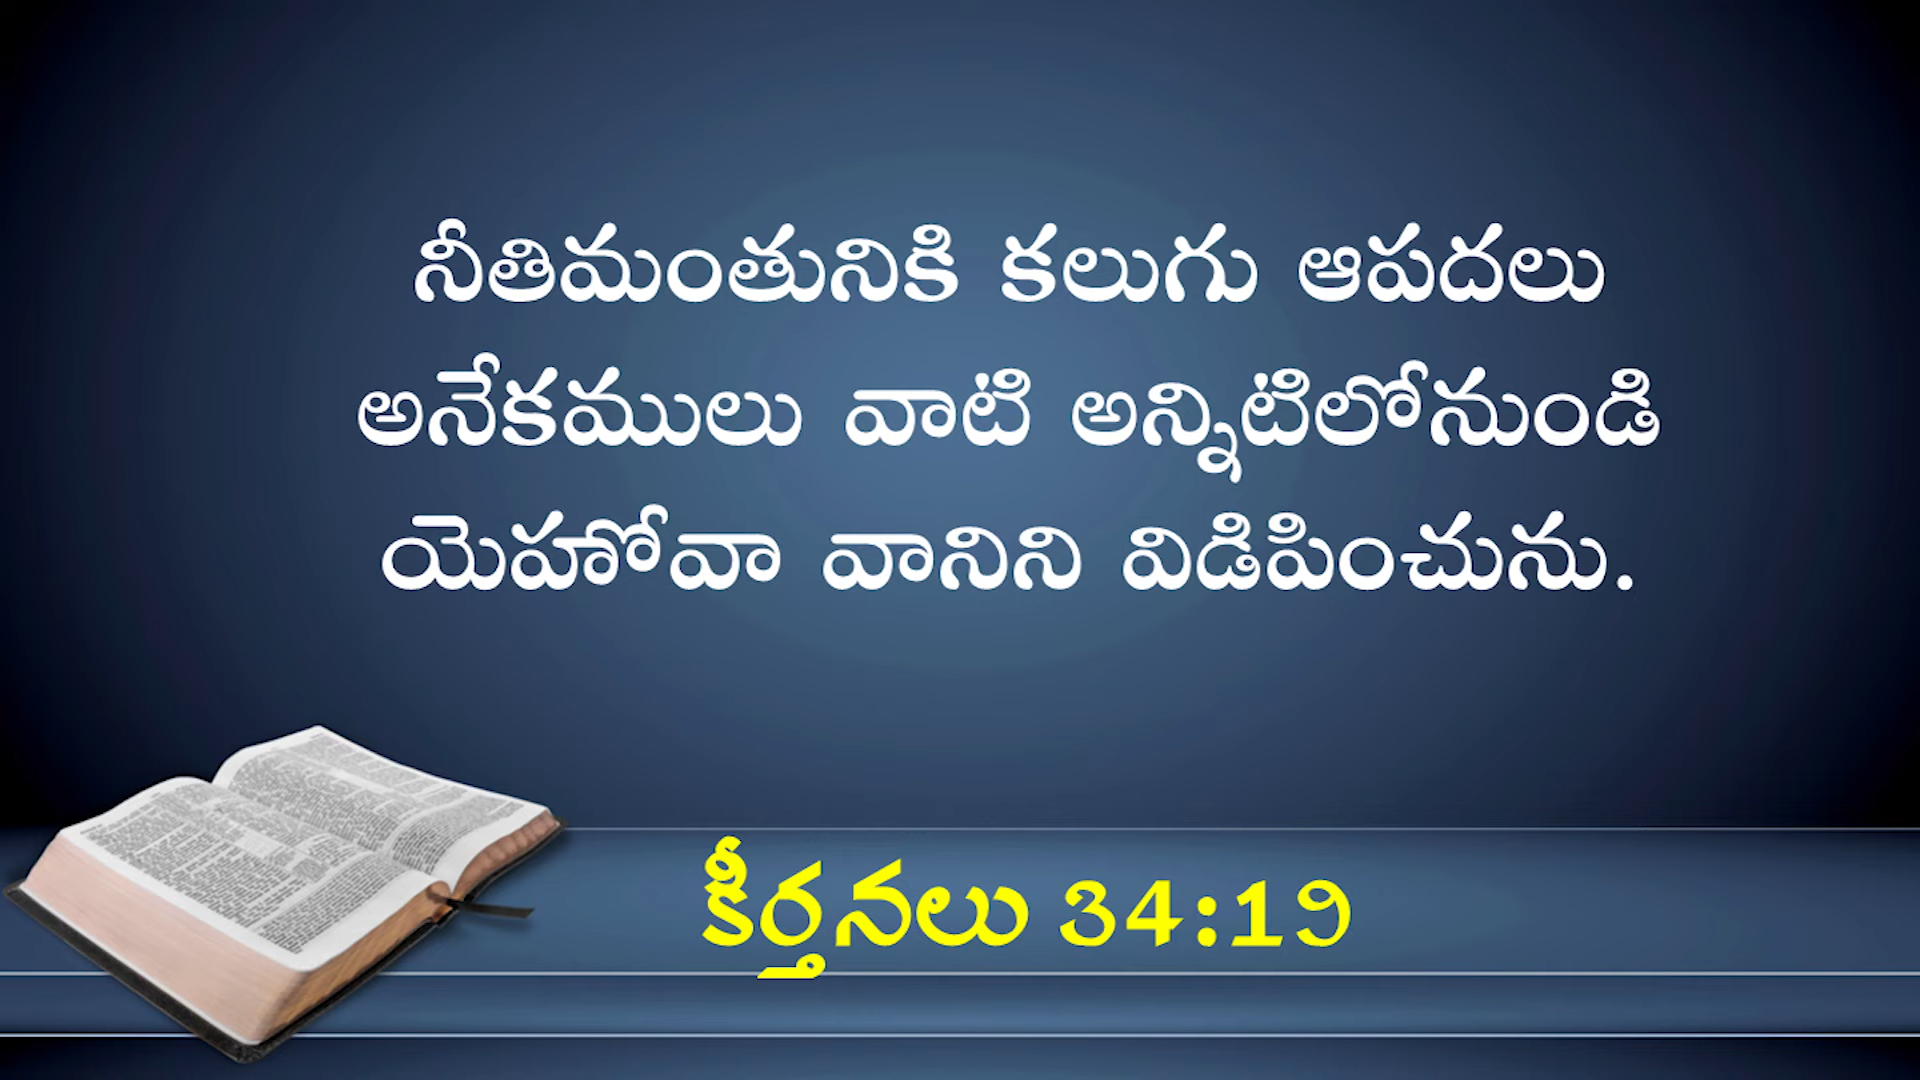 నీతిమంతునికి కలుగు ఆపదలు
అనేకములు వాటి అన్నిటిలోనుండి
యెహోవా వానిని విడిపించును.
కీర్తనలు 34:19